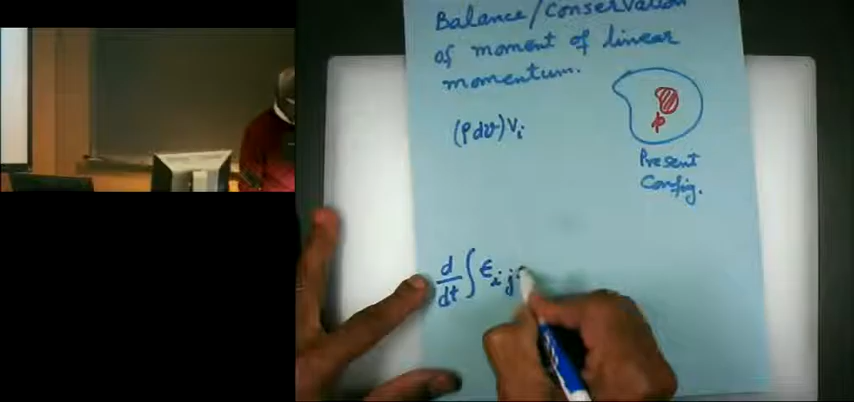 Balance/Conservation
of moment of linear
momentum.
(ρdv)Vi
p
Present
Config.
d/dt ∫ ϵij